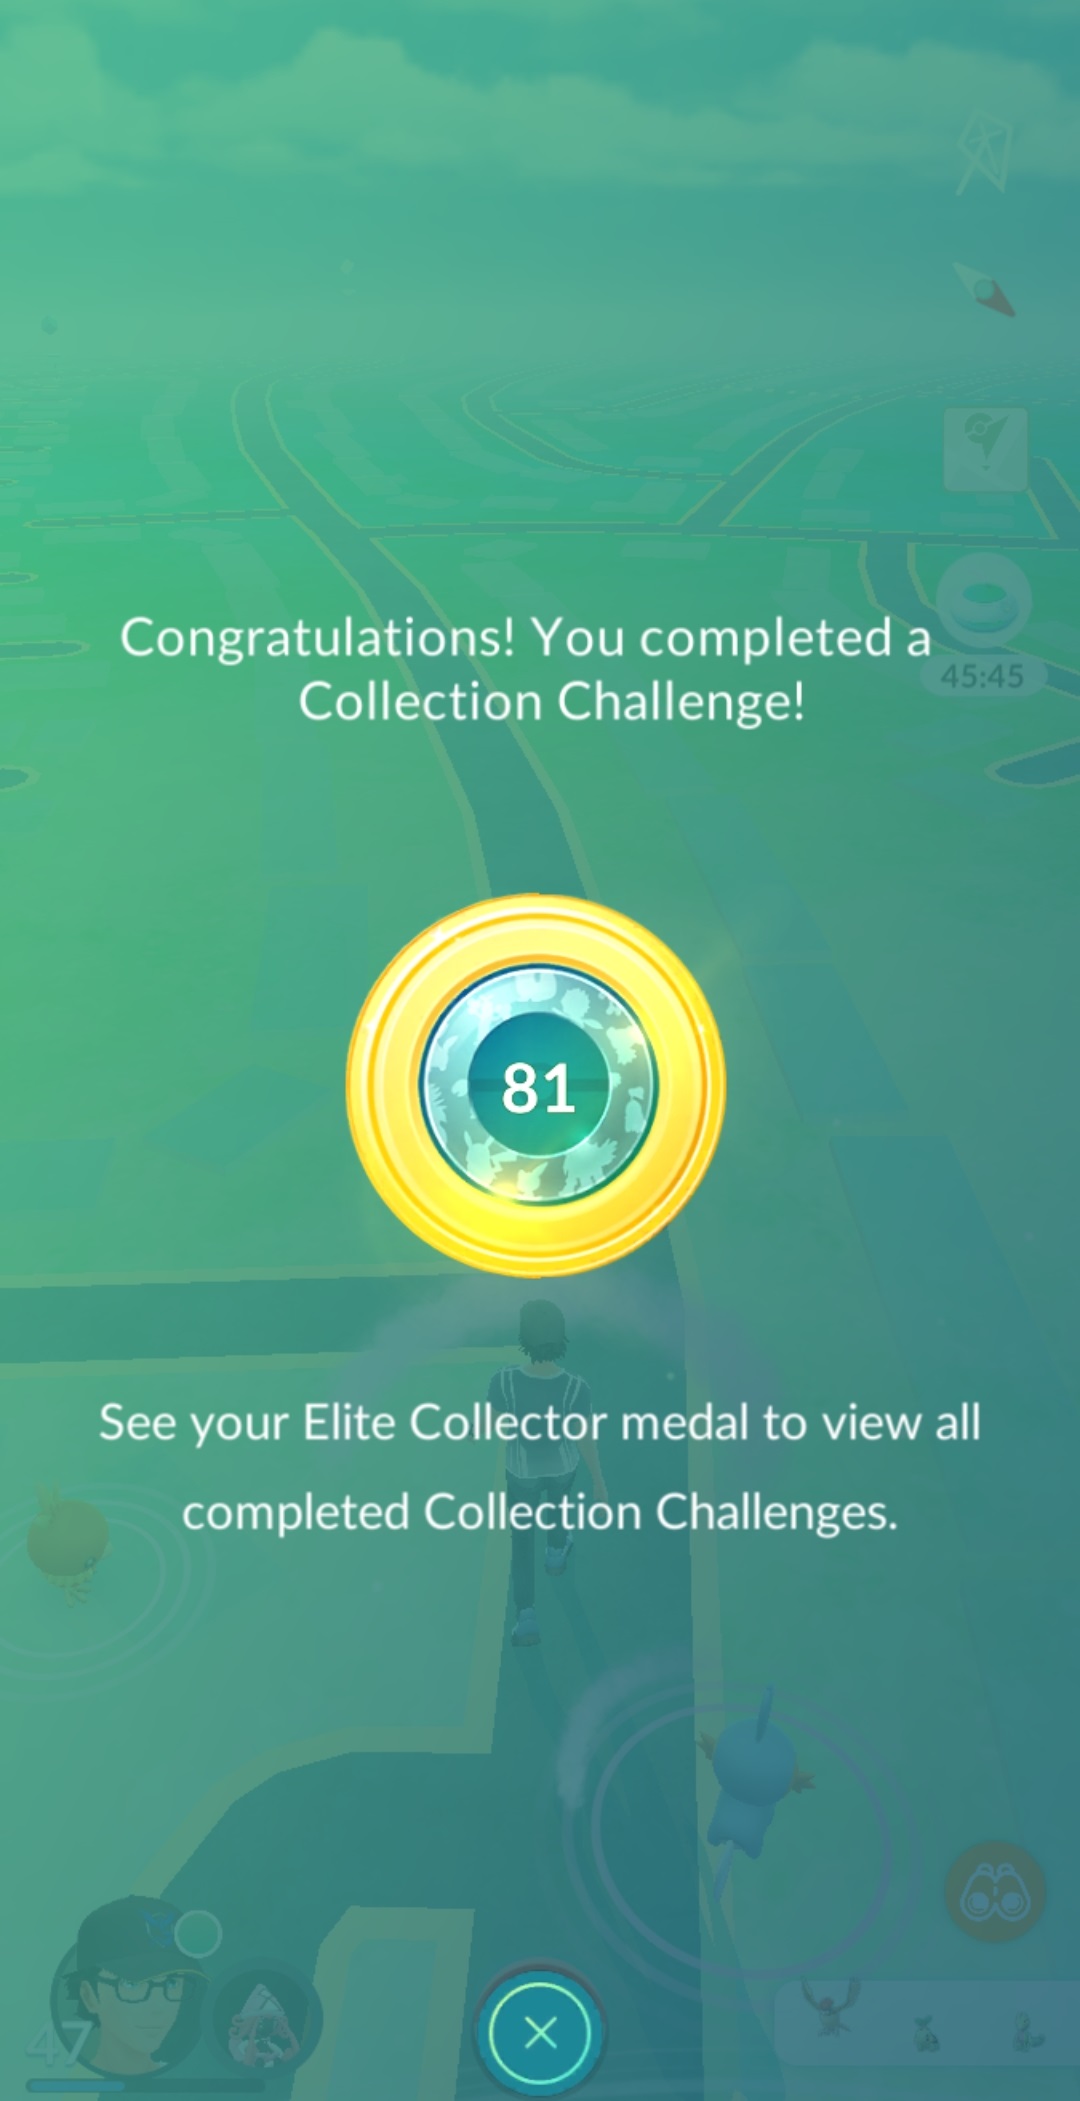 Congratulations! You completed a
Collection Challenge!
45:45
81
See your Elite Collector medal to view all
completed Collection Challenges.
47